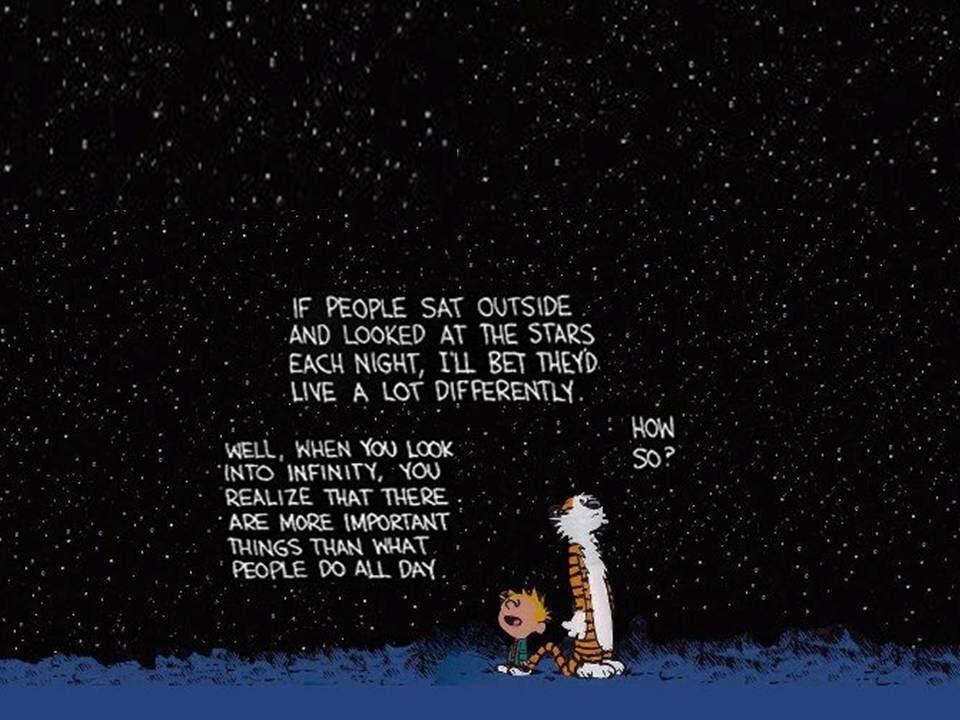 IF PEOPLE SAT OUTSIDE
AND LOOKED AT THE STARS
EACH NIGHT, I'LL BET THEY'D
LIVE A LOT DIFFERENTLY.
HOW
SO?
WELL, WHEN YOU LOOK
INTO INFINITY, YOU
REALIZE THAT THERE
ARE MORE IMPORTANT
THINGS THAN WHAT
PEOPLE DO ALL DAY.